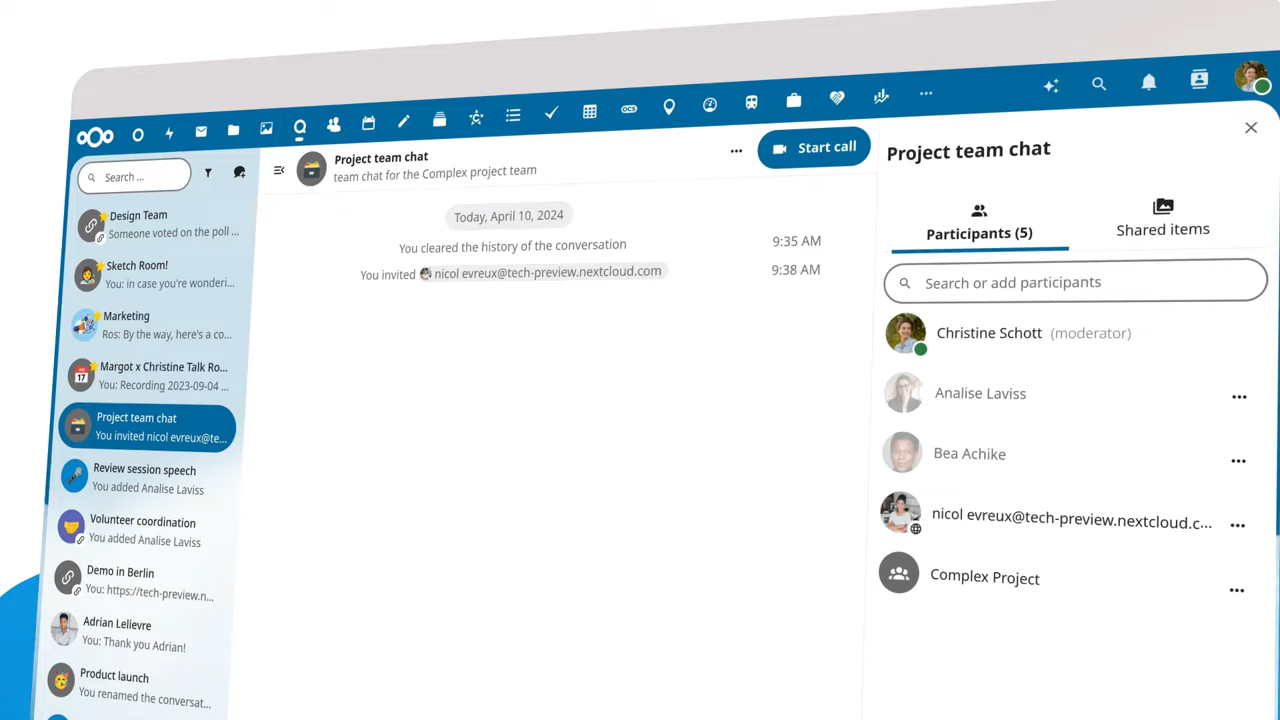 Search ...
Design Team
Someone voted on the poll ...
Sketch Room!
You: in case you're wonderi...
Marketing
Ros: By the way, here's a co...
Margot x Christine Talk Ro...
You: Recording 2023-09-04 ...
Project team chat
You invited nicol evreux@te...
Review session speech
You added Analise Laviss
Volunteer coordination
You added Analise Laviss
Demo in Berlin
You: https://tech-preview.n...
Adrian Lelievre
You: Thank you Adrian!
Product launch
You renamed the conversat...
OCS
Project team chat
team chat for the Complex project team
Start call
Today, April 10, 2024
You cleared the history of the conversation 9:35 AM
You invited nicol evreux@tech-preview.nextcloud.com 9:38 AM
Project team chat
Participants (5)
Shared items
Search or add participants
Christine Schott (moderator)
Analise Laviss
Bea Achike
nicol evreux@tech-preview.nextcloud.c...
Complex Project